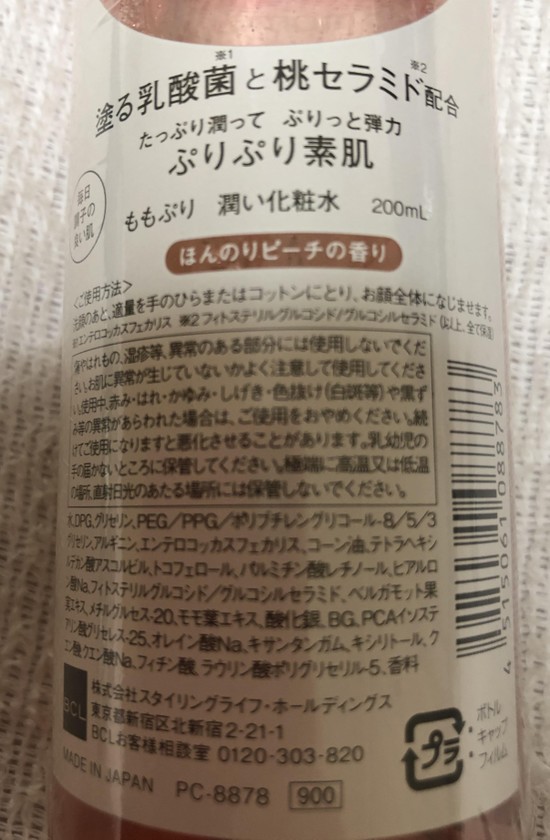 ※1 ※2
塗る乳酸菌と桃セラミド配合
たっぷり潤って ぷりっと弾力
ぷりぷり素肌
毎日
調子の
良い肌
ももぷり 潤い化粧水 200mL
ほんのりピーチの香り
<ご使用方法>
洗顔のあと、適量を手のひらまたはコットンにとり、お顔全体になじませます。
※1 エンテロコッカスフェカリス ※2 フィトステリルグルコシド/グルコシルセラミド (以上、全て保湿)
傷やはれもの、湿疹等、異常のある部分には使用しないでくだ
さい。お肌に異常が生じていないかよく注意して使用してくださ
い。使用中、赤み・はれ・かゆみ・しげき・色抜け(白斑等)や黒ず
み等の異常があらわれた場合は、ご使用をおやめください。続
けてご使用になりますと悪化させることがあります。乳幼児の
手の届かないところに保管してください。極端に高温又は低温
の場所、直射日光のあたる場所には保管しないでください。
水、DPG、グリセリン、PEG/PPG/ポリブチレングリコール-8/5/3
グリセリン、アルギニン、エンテロコッカスフェカリス、コーン油、テトラヘキシ
ルデカン酸アスコルビル、トコフェロール、パルミチン酸レチノール、ヒアルロ
ン酸Na、フィトステリルグルコシド/グルコシルセラミド、ベルガモット果
実エキス、メチルグルセス-20、モモ葉エキス、酸化銀、BG、PCAイソステ
アリン酸グリセレス-25、オレイン酸Na、キサンタンガム、キシリトール、ク
エン酸、クエン酸Na、フィチン酸、ラウリン酸ポリグリセリル-5、香料
BCL
株式会社スタイリングライフ・ホールディングス
東京都新宿区北新宿2-21-1
BCLお客様相談室 0120-303-820
MADE IN JAPAN PC-8878 900
プラ
・ボトル
・キャップ
・フィルム
4 515061 088783